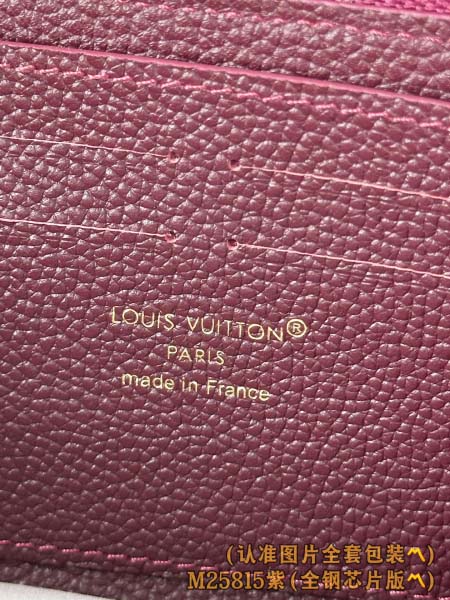 LOUIS VUITTON®
PARIS
made in France
(认准图片全套包装〽)
M25815紫(全钢芯片版〽)